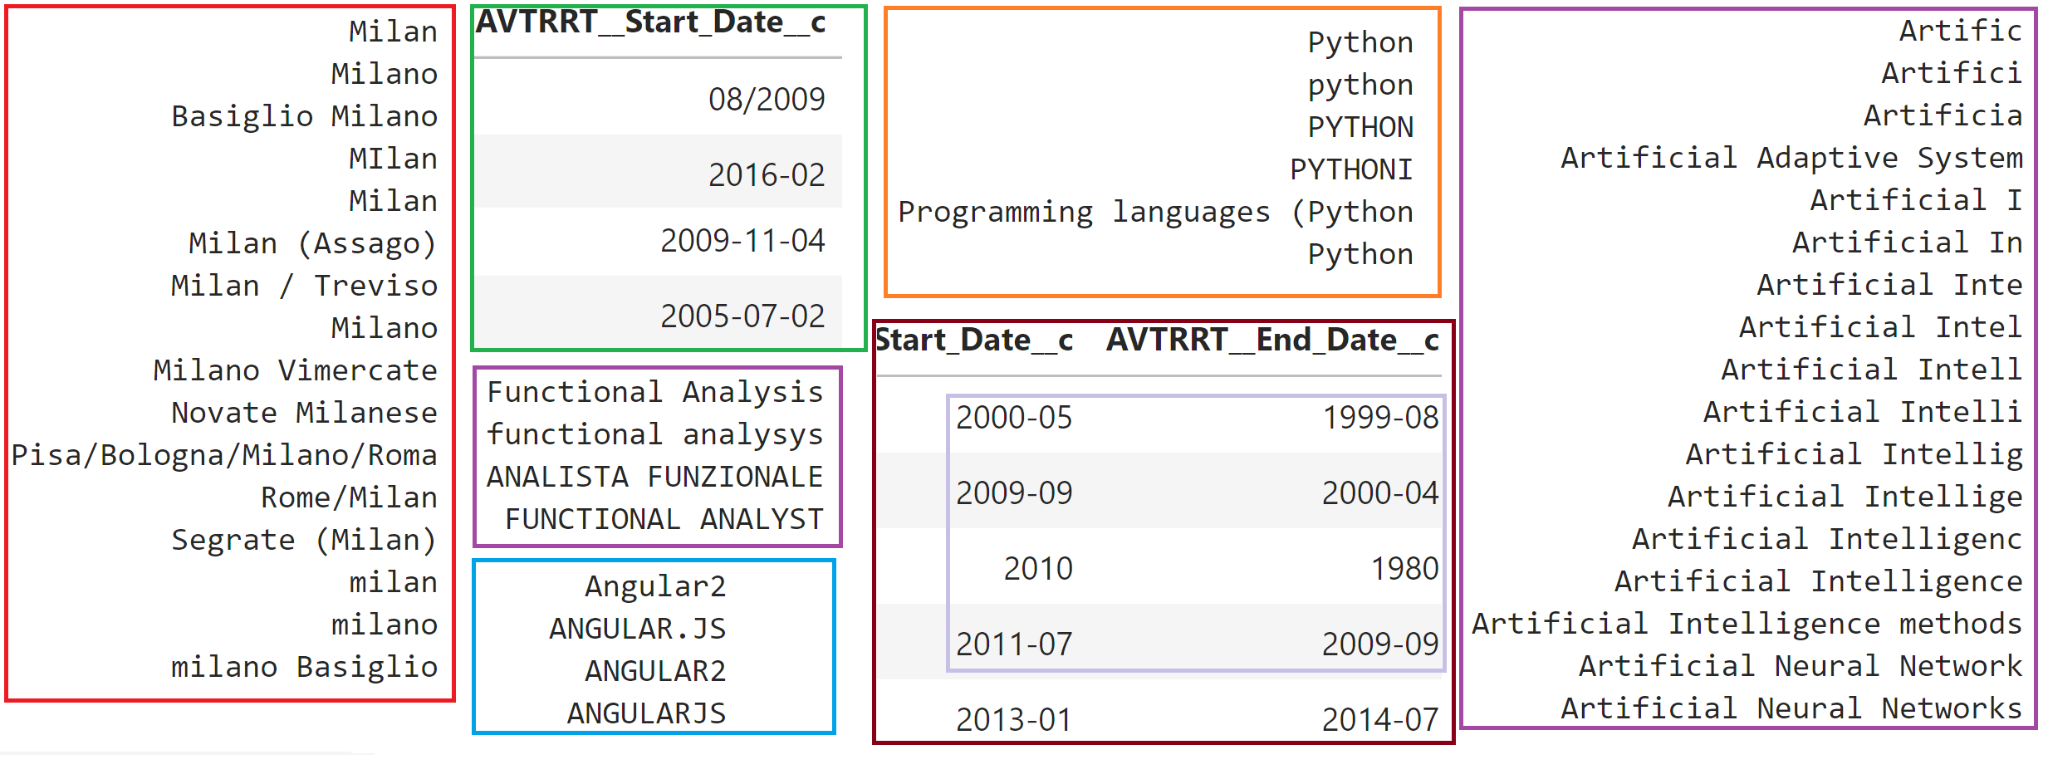 Milan
Milano
Basiglio Milano
MIlan
Milan
Milan (Assago)
Milan / Treviso
Milano
Milano Vimercate
Novate Milanese
Pisa/Bologna/Milano/Roma
Rome/Milan
Segrate (Milan)
milan
milano
milano Basiglio
AVTRRT__Start_Date__c
08/2009
2016-02
2009-11-04
2005-07-02
Functional Analysis
functional analysys
ANALISTA FUNZIONALE
FUNCTIONAL ANALYST
Angular2
ANGULAR.JS
ANGULAR2
ANGULARJS
Python
python
PYTHON
PYTHONI
Programming languages (Python
Python
Start_Date__c AVTRRT__End_Date__c
2000-05 1999-08
2009-09 2000-04
2010 1980
2011-07 2009-09
2013-01 2014-07
Artific
Artifici
Artificia
Artificial Adaptive System
Artificial I
Artificial In
Artificial Inte
Artificial Intel
Artificial Intell
Artificial Intelli
Artificial Intellig
Artificial Intellige
Artificial Intelligenc
Artificial Intelligence
Artificial Intelligence methods
Artificial Neural Network
Artificial Neural Networks